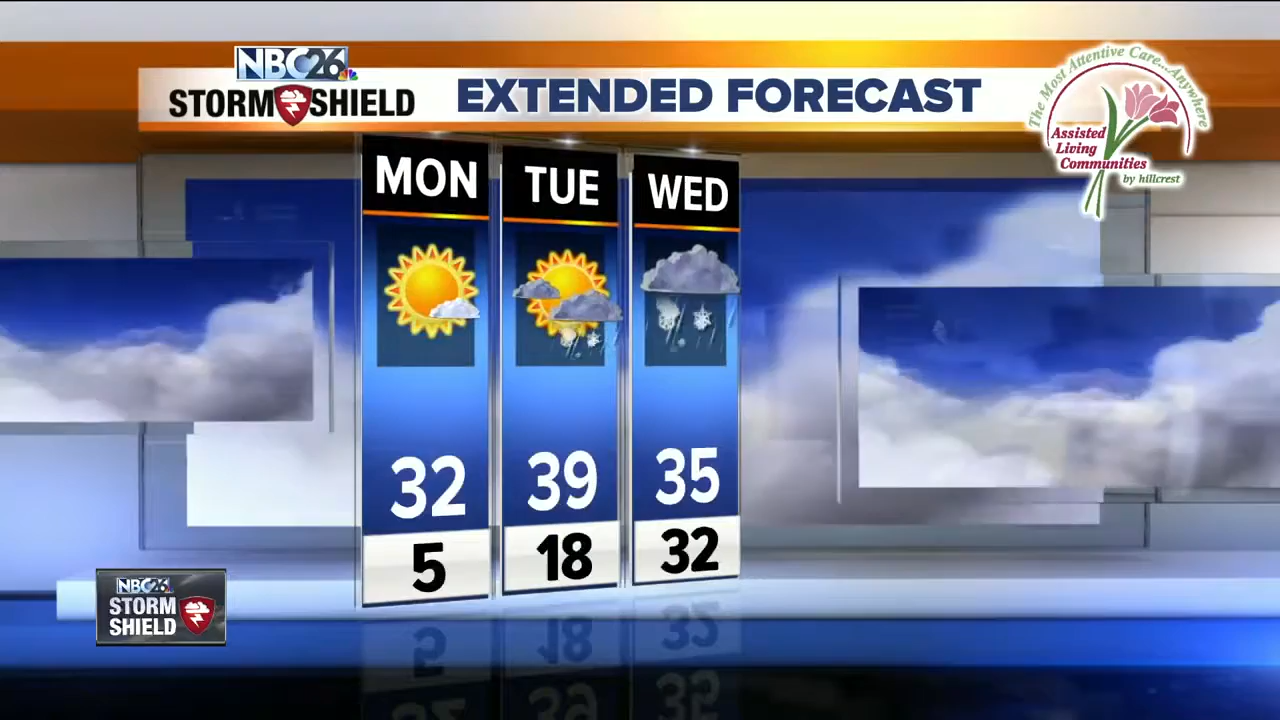 NBC26
STORM SHIELD
EXTENDED FORECAST
The Most Attentive Care...Anywhere
Assisted
Living
Communities
by hillcrest
MON
TUE
WED
32
39
35
5
18
32
NBC26
STORM
SHIELD